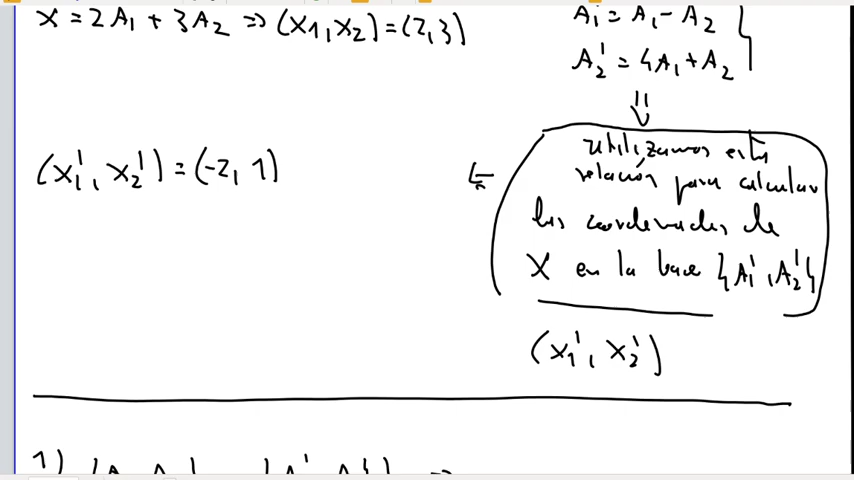 X = 2A₁ + 3A₂ ⇒ (X₁, X₂) = (2, 3)
A₁' = A₁ - A₂
A₂' = 4A₁ + A₂
utilizamos esta
relación para calcular
las coordenadas de
X en la base {A₁', A₂'}
(X₁', X₂') = (-2, 1)
(X₁', X₂')
1)